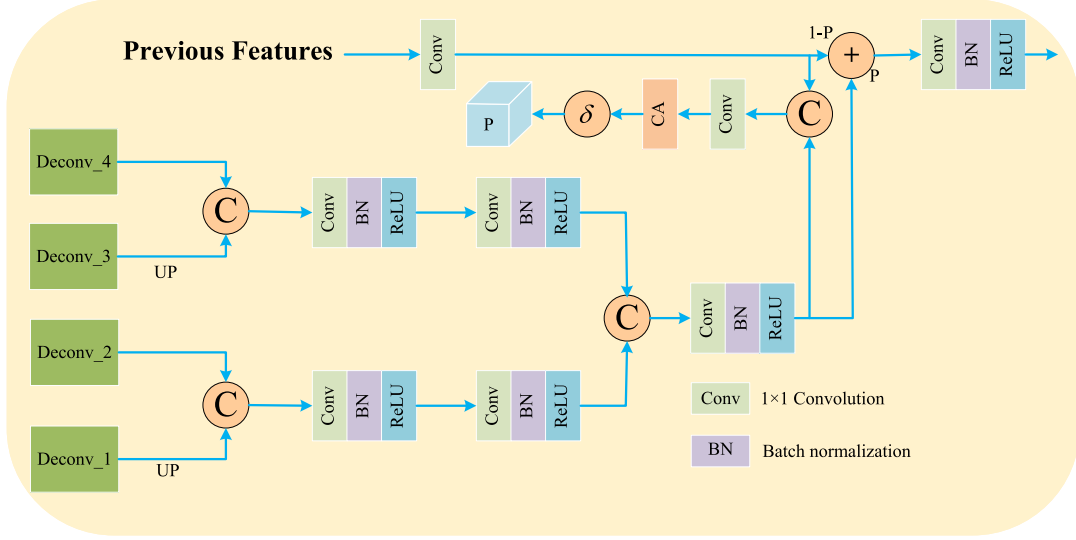 Previous Features
Conv
1-P
+
P
Conv
BN
ReLU
P
δ
CA
Conv
C
Deconv_4
C
Conv
BN
ReLU
Conv
BN
ReLU
Deconv_3
UP
C
Conv
BN
ReLU
Deconv_2
C
Conv
BN
ReLU
Conv
BN
ReLU
Deconv_1
UP
Conv
1×1 Convolution
BN
Batch normalization